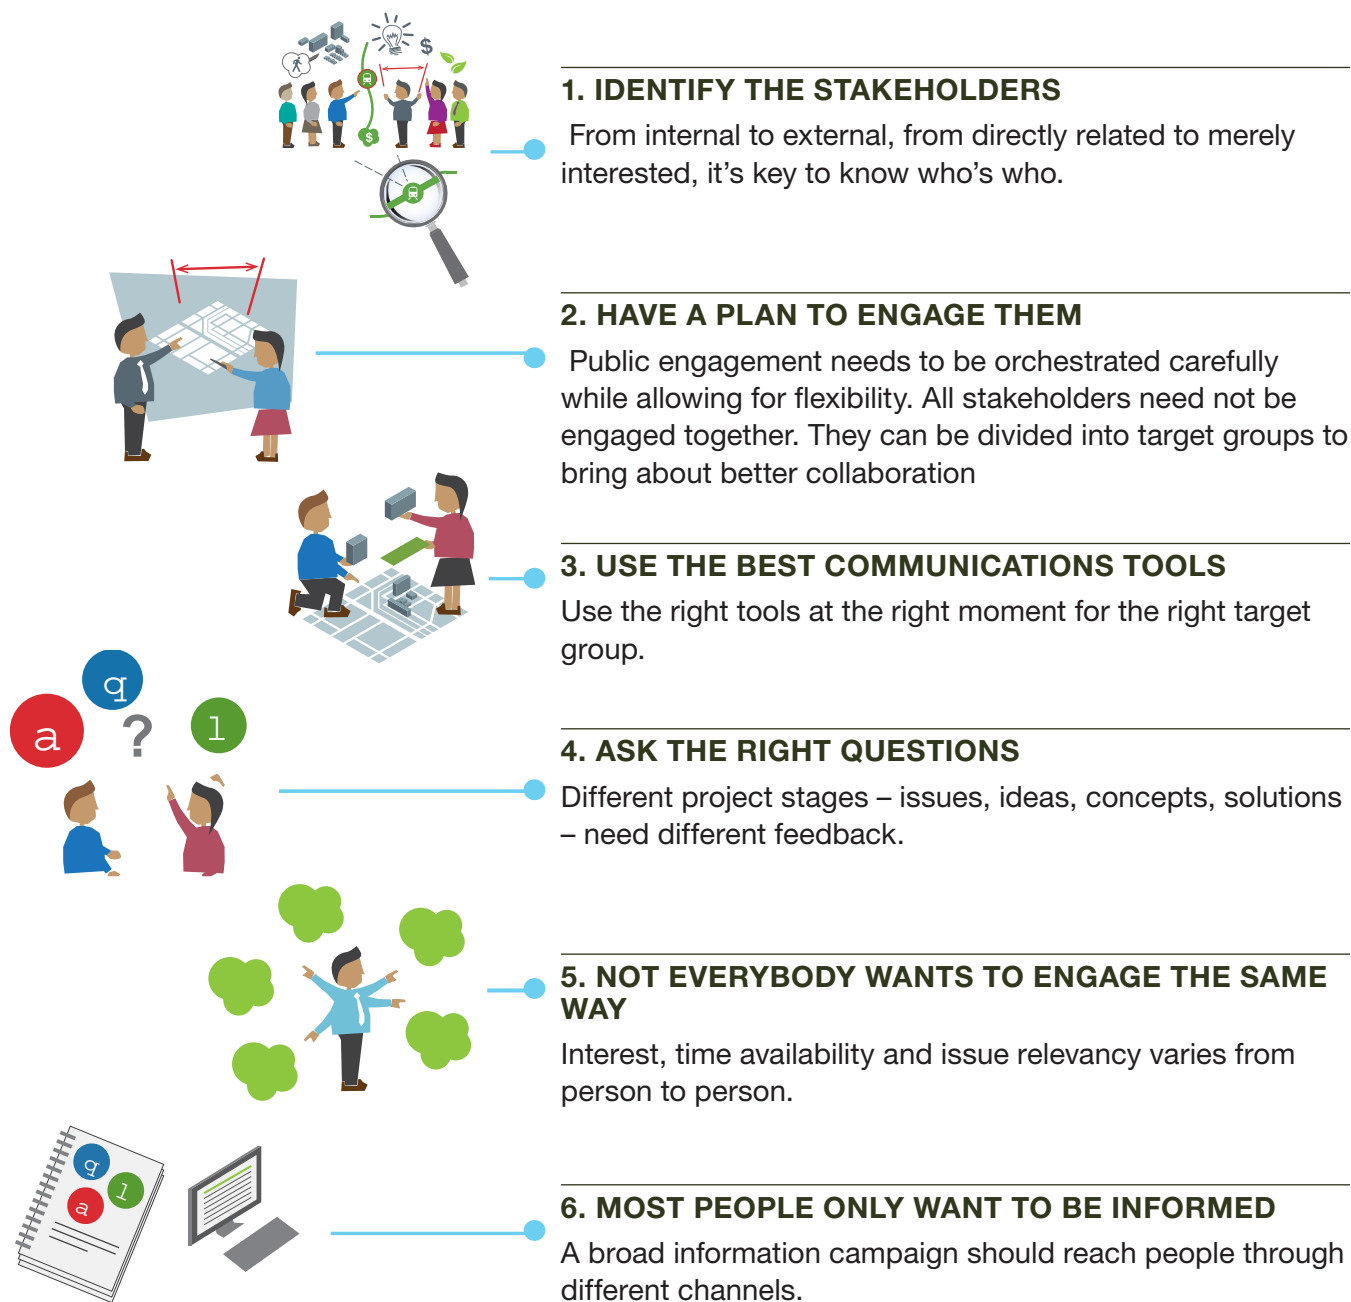 $
$
1. IDENTIFY THE STAKEHOLDERS
From internal to external, from directly related to merely
interested, it's key to know who's who.
2. HAVE A PLAN TO ENGAGE THEM
Public engagement needs to be orchestrated carefully
while allowing for flexibility. All stakeholders need not be
engaged together. They can be divided into target groups to
bring about better collaboration
3. USE THE BEST COMMUNICATIONS TOOLS
Use the right tools at the right moment for the right target
group.
q
a
?
l
4. ASK THE RIGHT QUESTIONS
Different project stages – issues, ideas, concepts, solutions
– need different feedback.
5. NOT EVERYBODY WANTS TO ENGAGE THE SAME
WAY
Interest, time availability and issue relevancy varies from
person to person.
q
l
a
6. MOST PEOPLE ONLY WANT TO BE INFORMED
A broad information campaign should reach people through
different channels.